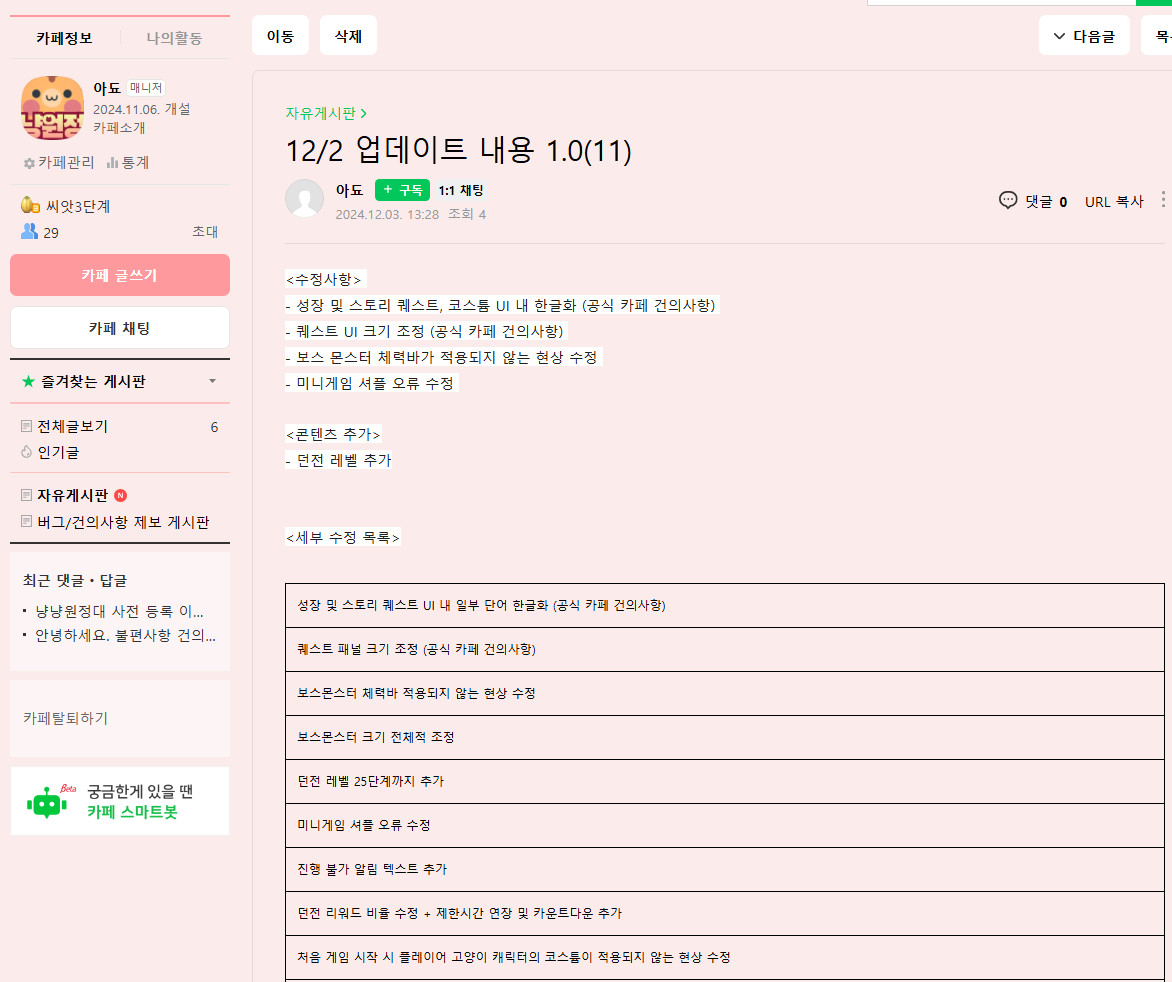 카페정보
나의활동
아됴 매니저
2024.11.06. 개설
카페소개
카페관리 통계
씨앗3단계
29 초대
카페 글쓰기
카페 채팅
즐겨찾는 게시판
전체글보기 6
인기글
자유게시판 N
버그/건의사항 제보 게시판
최근 댓글・답글
냥냥원정대 사전 등록 이...
안녕하세요. 불편사항 건의...
카페탈퇴하기
Beta
궁금한게 있을 땐
카페 스마트봇
이동 삭제
다음글
자유게시판 >
12/2 업데이트 내용 1.0(11)
아됴 + 구독 1:1 채팅
2024.12.03. 13:28 조회 4
댓글 0 URL 복사
<수정사항>
- 성장 및 스토리 퀘스트, 코스튬 UI 내 한글화 (공식 카페 건의사항)
- 퀘스트 UI 크기 조정 (공식 카페 건의사항)
- 보스 몬스터 체력바가 적용되지 않는 현상 수정
- 미니게임 셔플 오류 수정
<콘텐츠 추가>
- 던전 레벨 추가
<세부 수정 목록>
성장 및 스토리 퀘스트 UI 내 일부 단어 한글화 (공식 카페 건의사항)
퀘스트 패널 크기 조정 (공식 카페 건의사항)
보스몬스터 체력바 적용되지 않는 현상 수정
보스몬스터 크기 전체적 조정
던전 레벨 25단계까지 추가
미니게임 셔플 오류 수정
진행 불가 알림 텍스트 추가
던전 리워드 비율 수정 + 제한시간 연장 및 카운트다운 추가
처음 게임 시작 시 플레이어 고양이 캐릭터의 코스튬이 적용되지 않는 현상 수정